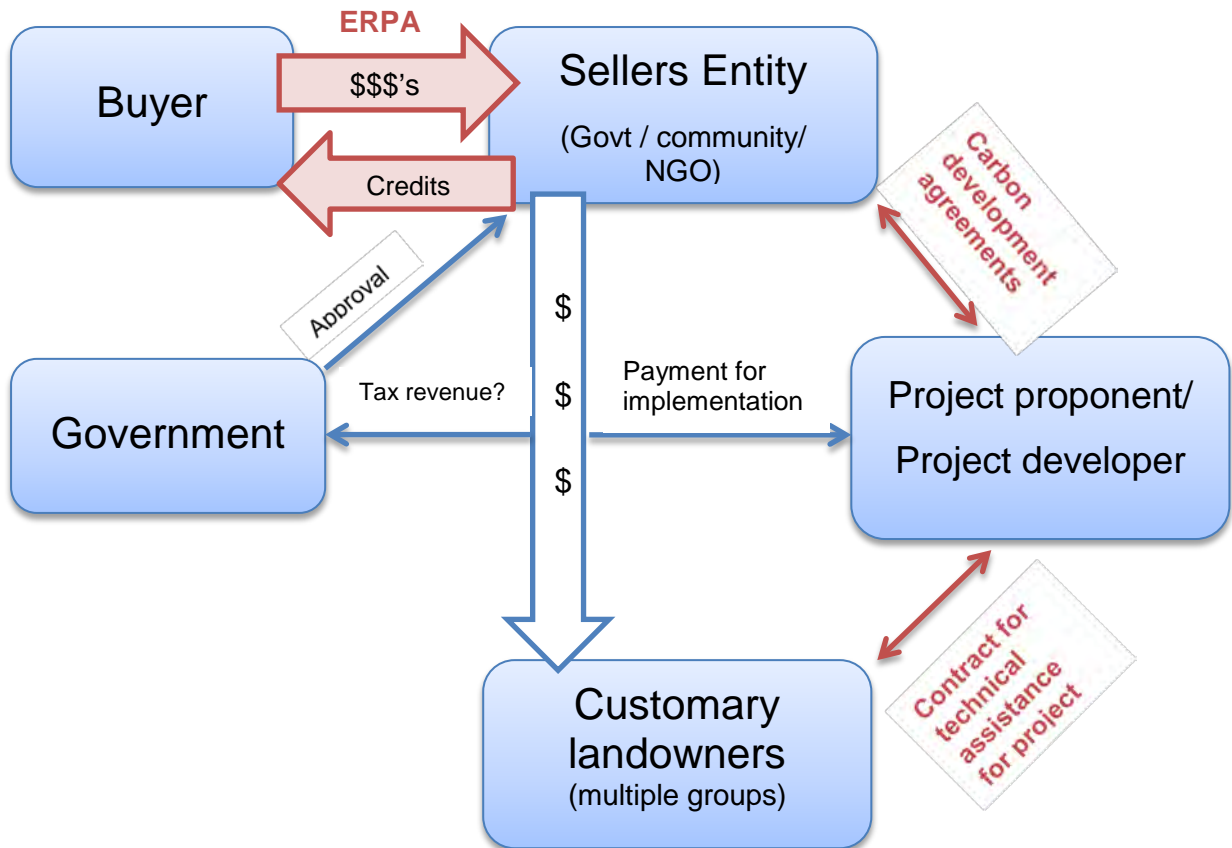 ERPA
Buyer
$$$'s
Credits
Sellers Entity
(Govt / community/
NGO)
Carbon
development
agreements
Approval
Government
Tax revenue?
$
$
$
Payment for
implementation
Project proponent/
Project developer
Customary
landowners
(multiple groups)
Contract for
technical
assistance
for project